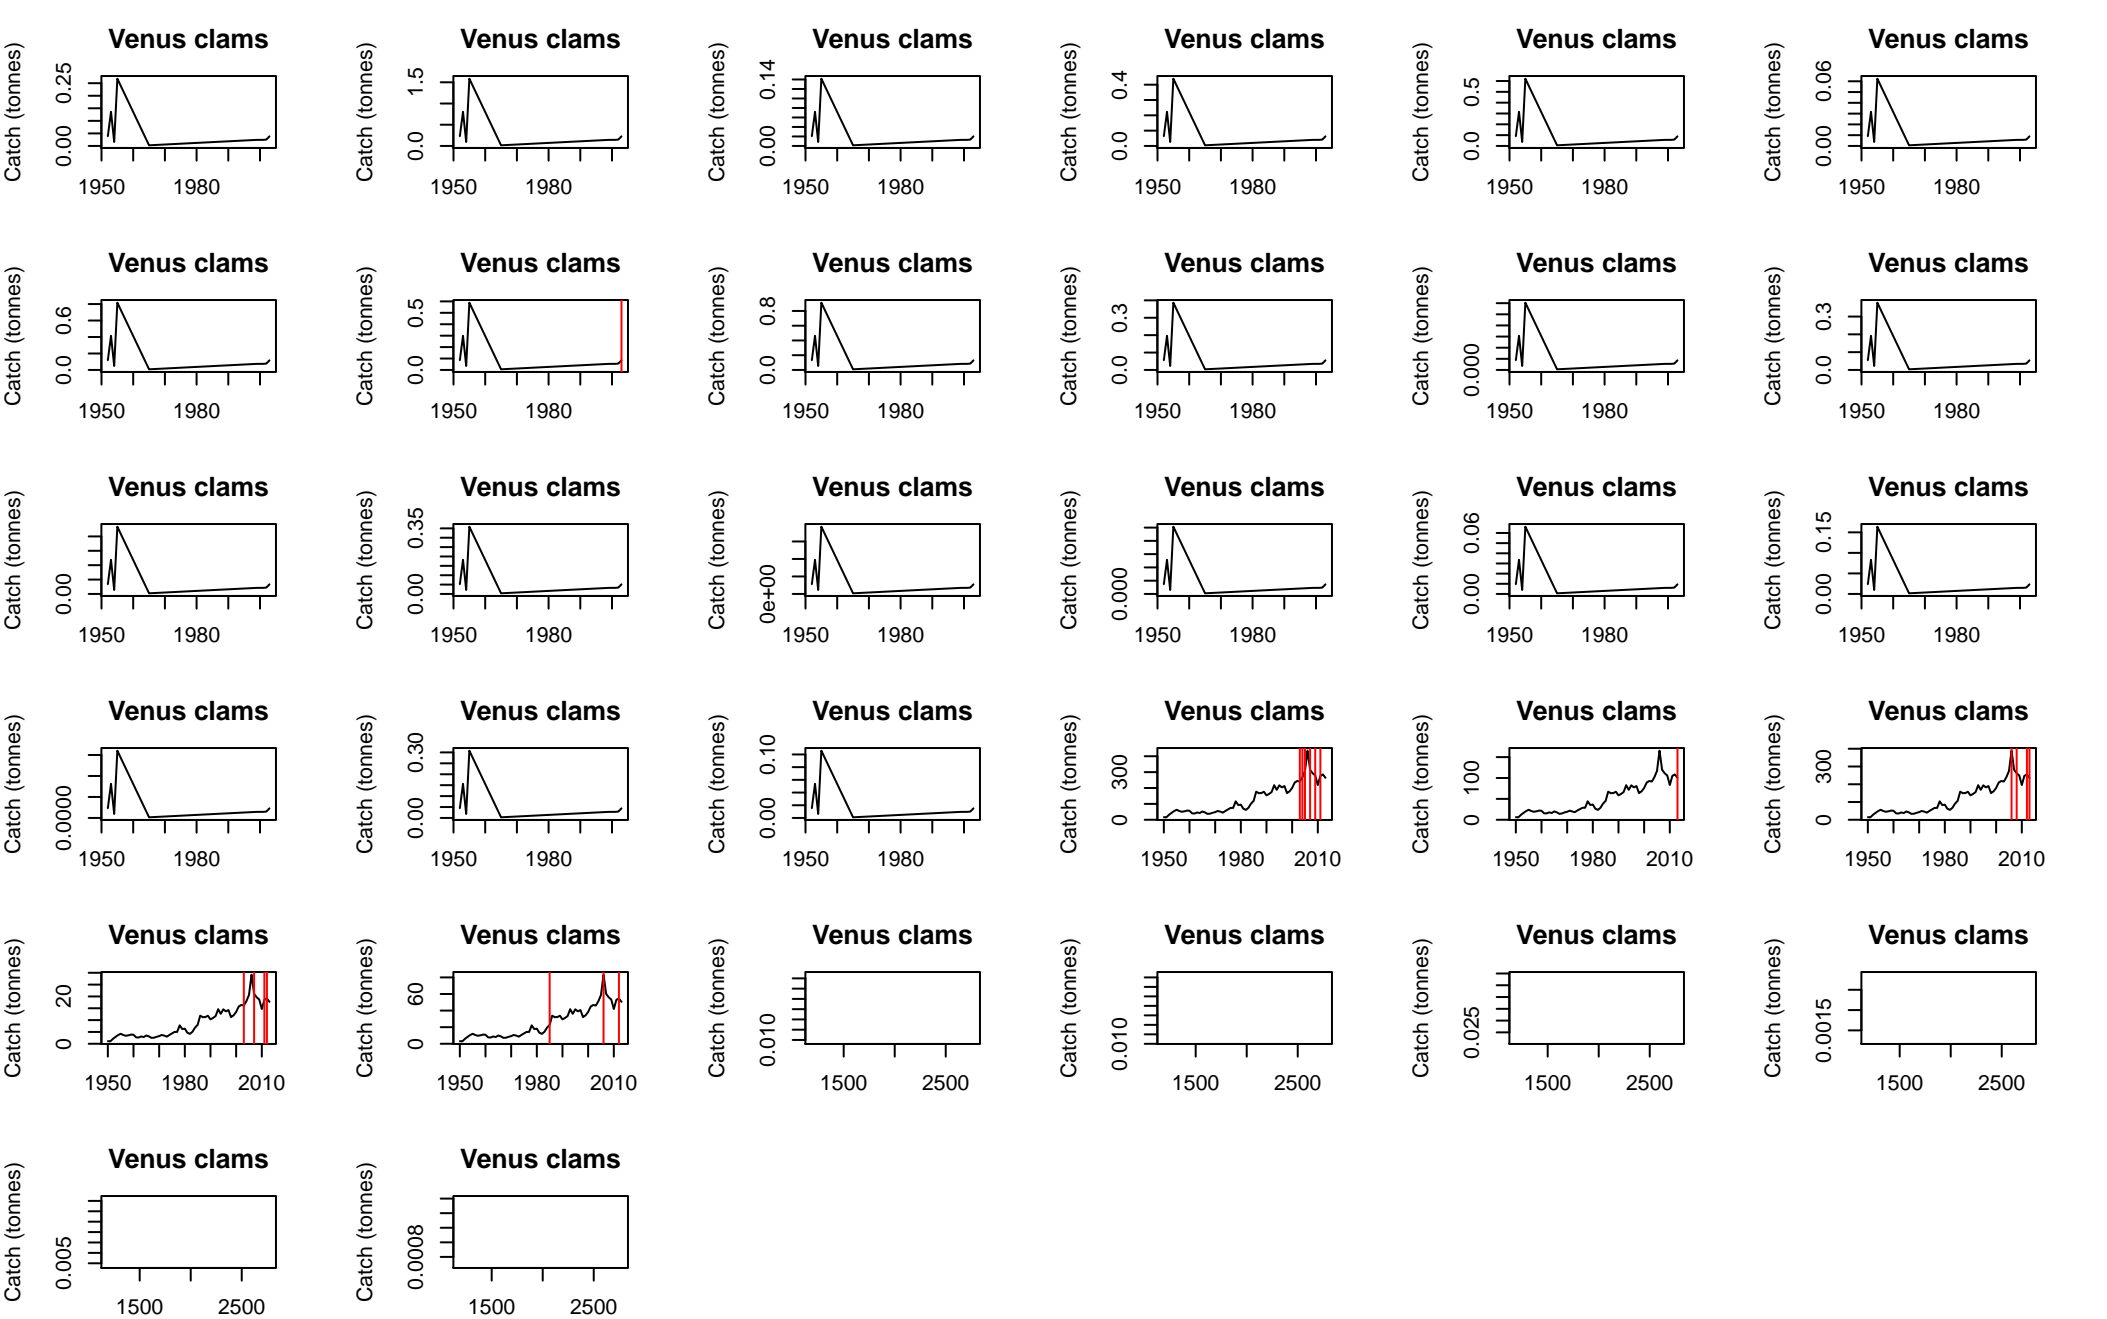 Venus clams Venus clams Venus clams Venus clams Venus clams Venus clams
Catch (tonnes) 0.00 0.25 Catch (tonnes) 0.0 1.5 Catch (tonnes) 0.00 0.14 Catch (tonnes) 0.0 0.4 Catch (tonnes) 0.0 0.5 Catch (tonnes) 0.00 0.06
1950 1980 1950 1980 1950 1980 1950 1980 1950 1980 1950 1980
Venus clams Venus clams Venus clams Venus clams Venus clams Venus clams
Catch (tonnes) 0.0 0.6 Catch (tonnes) 0.0 0.5 Catch (tonnes) 0.0 0.8 Catch (tonnes) 0.0 0.3 Catch (tonnes) 0.000 Catch (tonnes) 0.0 0.3
1950 1980 1950 1980 1950 1980 1950 1980 1950 1980 1950 1980
Venus clams Venus clams Venus clams Venus clams Venus clams Venus clams
Catch (tonnes) 0.00 Catch (tonnes) 0.00 0.35 Catch (tonnes) 0e+00 Catch (tonnes) 0.000 Catch (tonnes) 0.00 0.06 Catch (tonnes) 0.00 0.15
1950 1980 1950 1980 1950 1980 1950 1980 1950 1980 1950 1980
Venus clams Venus clams Venus clams Venus clams Venus clams Venus clams
Catch (tonnes) 0.0000 Catch (tonnes) 0.00 0.30 Catch (tonnes) 0.00 0.10 Catch (tonnes) 0 300 Catch (tonnes) 0 100 Catch (tonnes) 0 300
1950 1980 1950 1980 1950 1980 1950 1980 2010 1950 1980 2010 1950 1980 2010
Venus clams Venus clams Venus clams Venus clams Venus clams Venus clams
Catch (tonnes) 0 20 Catch (tonnes) 0 60 Catch (tonnes) 0.010 Catch (tonnes) 0.010 Catch (tonnes) 0.025 Catch (tonnes) 0.0015
1950 1980 2010 1950 1980 2010 1500 2500 1500 2500 1500 2500 1500 2500
Venus clams Venus clams
Catch (tonnes) 0.005 Catch (tonnes) 0.0008
1500 2500 1500 2500